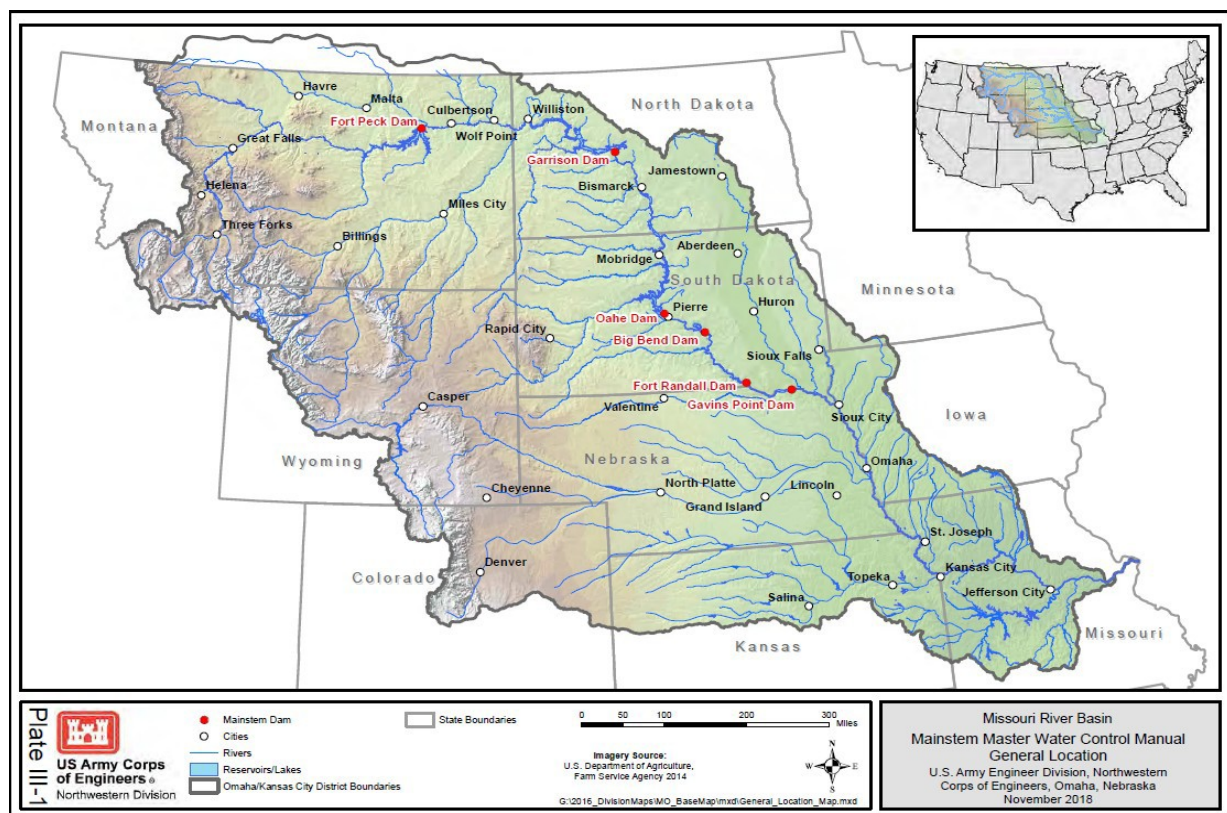 Montana
Havre
Malta
Fort Peck Dam
Culbertson
Wolf Point
Williston
North Dakota
Great Falls
Garrison Dam
Jamestown
Bismarck
Helena
Three Forks
Miles City
Billings
Aberdeen
Mobridge
South Dakota
Minnesota
Pierre
Oahe Dam
Huron
Rapid City
Big Bend Dam
Sioux Falls
Fort Randall Dam
Gavins Point Dam
Casper
Valentine
Sioux City
Iowa
Wyoming
Nebraska
Omaha
Cheyenne
North Platte
Lincoln
Grand Island
St. Joseph
Denver
Colorado
Topeka
Kansas City
Salina
Jefferson City
Kansas
Missouri
Plate III-1
US Army Corps
of Engineers ®
Northwestern Division
Mainstem Dam
Cities
Rivers
Reservoirs/Lakes
Omaha/Kansas City District Boundaries
State Boundaries
0 50 100 200 300
Miles
Imagery Source:
U.S. Department of Agriculture,
Farm Service Agency 2014
N
W E
S
G:\2016_DivisionMaps\MO_BaseMap\mxd\General_Location_Map.mxd
Missouri River Basin
Mainstem Master Water Control Manual
General Location
U.S. Army Engineer Division, Northwestern
Corps of Engineers, Omaha, Nebraska
November 2018